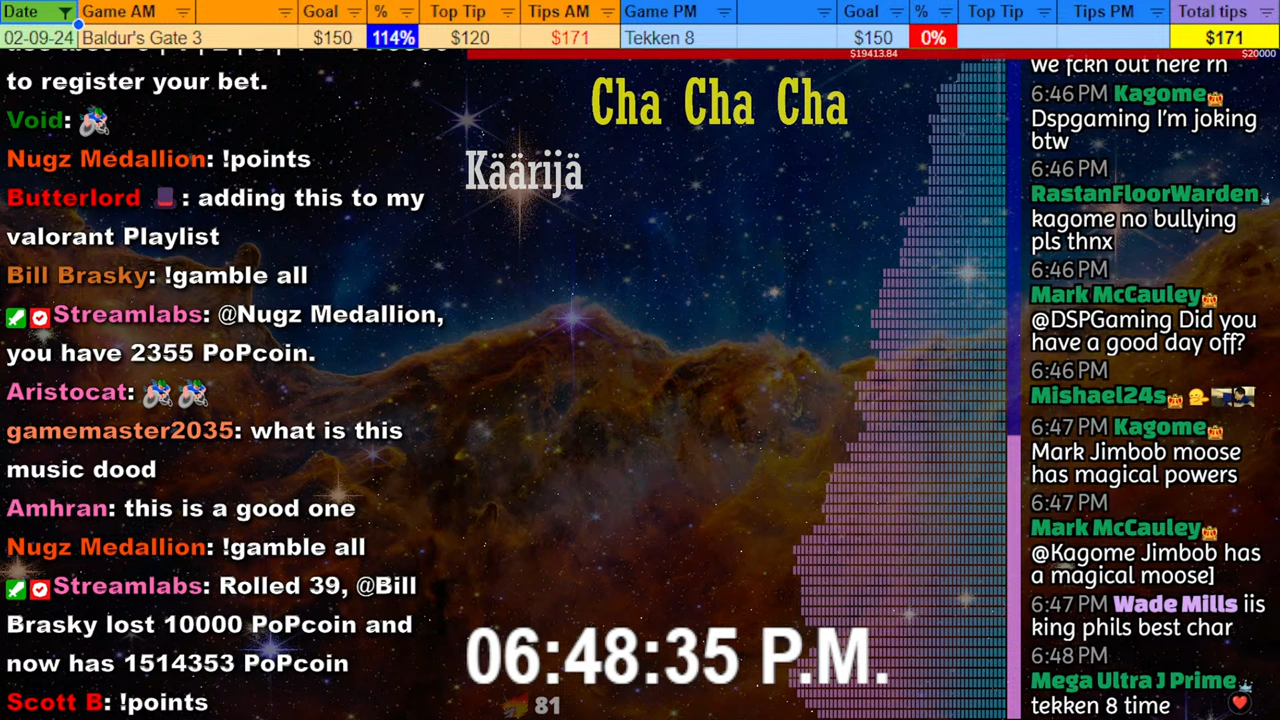 Date Game AM Goal % Top Tip Tips AM Game PM Goal % Top Tip Tips PM Total tips
02-09-24 Baldur's Gate 3 $150 114% $120 $171 Tekken 8 $150 0% $171
$19413.84 $20000
to register your bet.
Void:
Nugz Medallion: !points
Butterlord : adding this to my
valorant Playlist
Bill Brasky: !gamble all
Streamlabs: @Nugz Medallion,
you have 2355 PoPcoin.
Aristocat:
gamemaster2035: what is this
music dood
Amhran: this is a good one
Nugz Medallion: !gamble all
Streamlabs: Rolled 39, @Bill
Brasky lost 10000 PoPcoin and
now has 1514353 PoPcoin
Scott B: !points
Cha Cha Cha
Käärijä
06:48:35 P.M.
81
we fckn out here rn
6:46 PM Kagome
Dspgaming I'm joking
btw
6:46 PM
RastanFloorWarden
kagome no bullying
pls thnx
6:46 PM
Mark McCauley
@DSPGaming Did you
have a good day off?
6:46 PM
Mishael24s
6:47 PM Kagome
Mark Jimbob moose
has magical powers
6:47 PM
Mark McCauley
@Kagome Jimbob has
a magical moose]
6:47 PM Wade Mills iis
king phils best char
6:48 PM
Mega Ultra J Prime
tekken 8 time